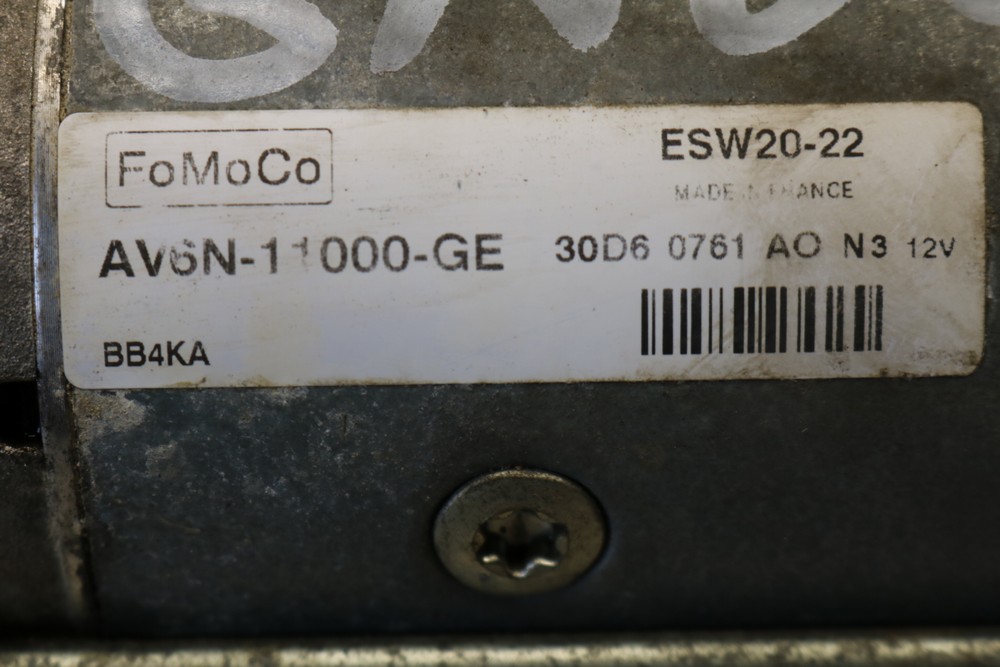 FoMoCo
ESW20-22
MADE IN FRANCE
AV6N-11000-GE 30D6 0761 AO N3 12V
BB4KA